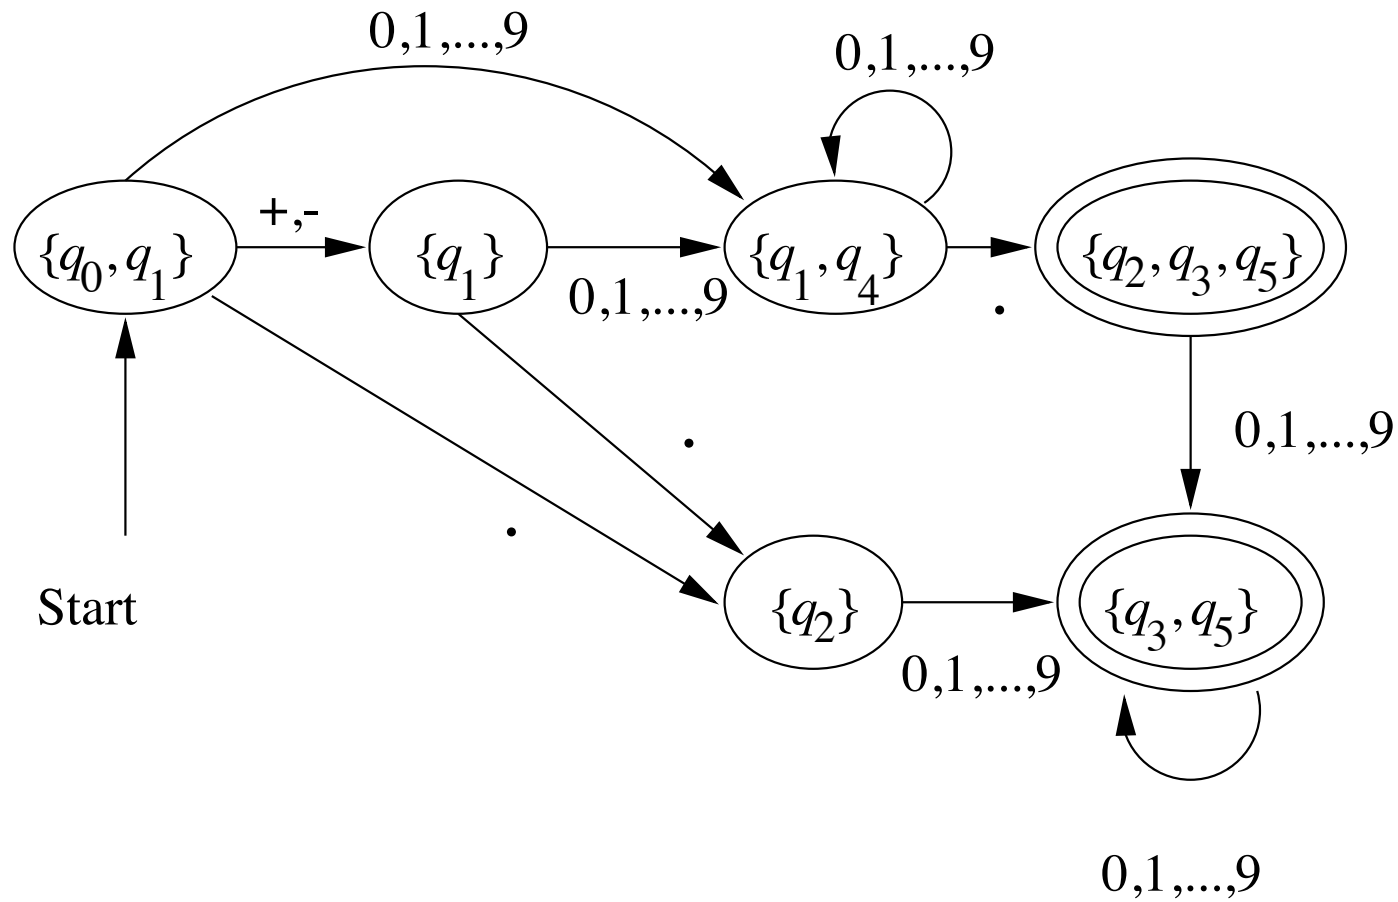 0,1,...,9
0,1,...,9
+,-
{q0,q1}
{q1}
{q1,q4}
{q2,q3,q5}
0,1,...,9
.
0,1,...,9
.
.
Start
{q2}
{q3,q5}
0,1,...,9
0,1,...,9